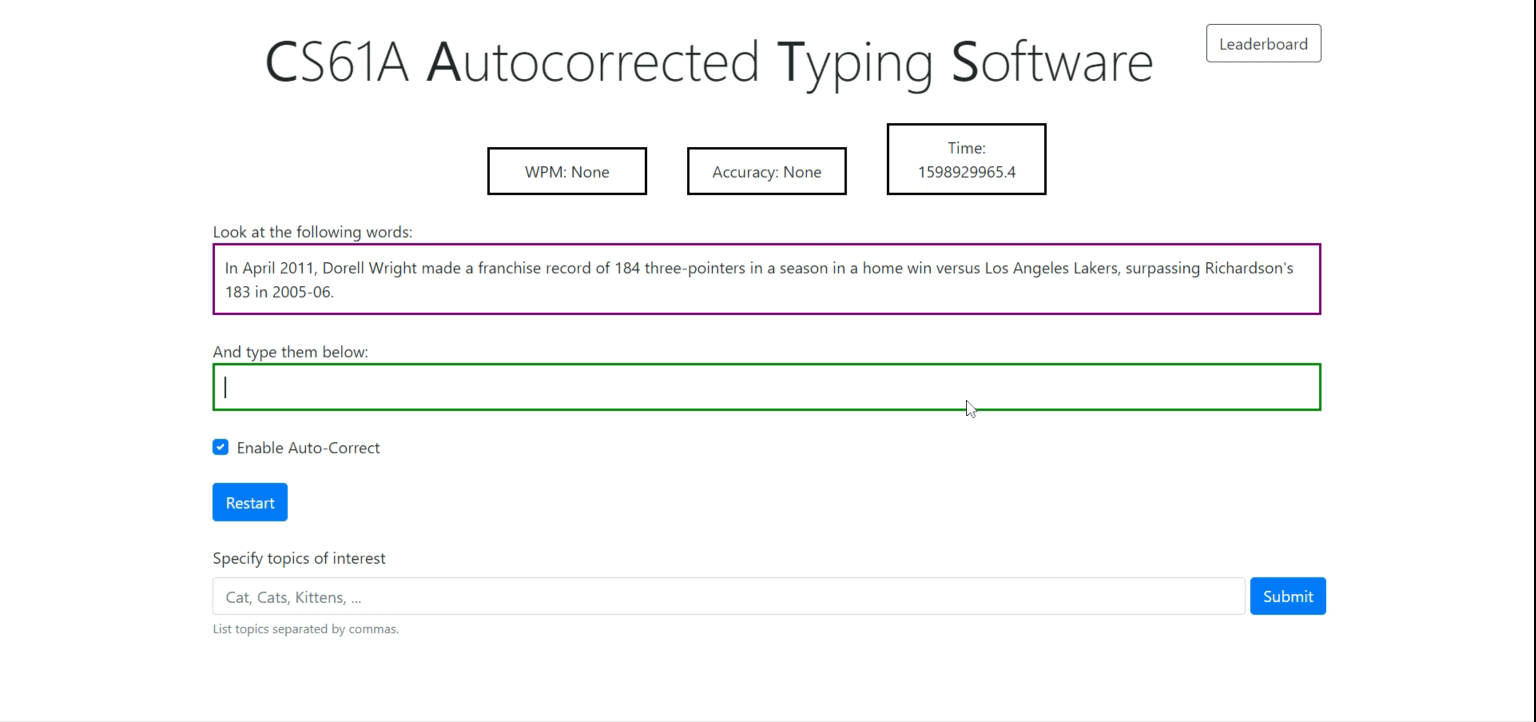 CS61A Autocorrected Typing Software
Leaderboard
WPM: None
Accuracy: None
Time:
1598929965.4
Look at the following words:
In April 2011, Dorell Wright made a franchise record of 184 three-pointers in a season in a home win versus Los Angeles Lakers, surpassing Richardson's
183 in 2005-06.
And type them below:
Enable Auto-Correct
Restart
Specify topics of interest
Cat, Cats, Kittens, ...
Submit
List topics separated by commas.